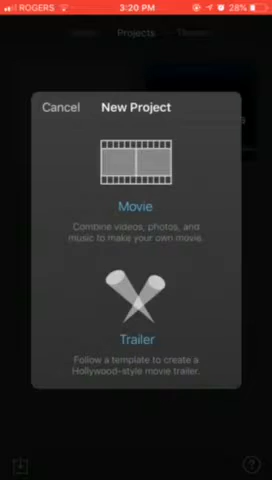 ROGERS 3:20 PM 28%
Projects
Cancel New Project
Movie
Combine videos, photos, and
music to make your own movie.
Trailer
Follow a template to create a
Hollywood-style movie trailer.
?